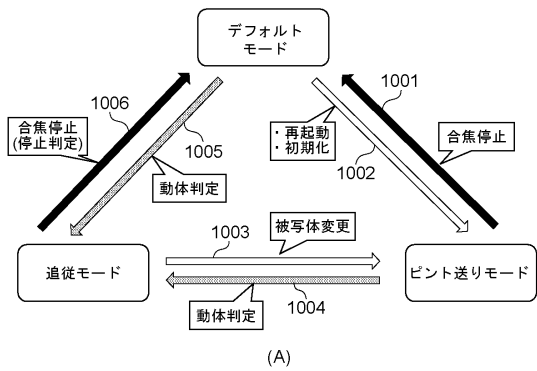 デフォルト
モード
1006
合焦停止
(停止判定)
1005
動体判定
・再起動
・初期化
1002
1001
合焦停止
1003
被写体変更
追従モード
ピント送りモード
1004
動体判定
(A)